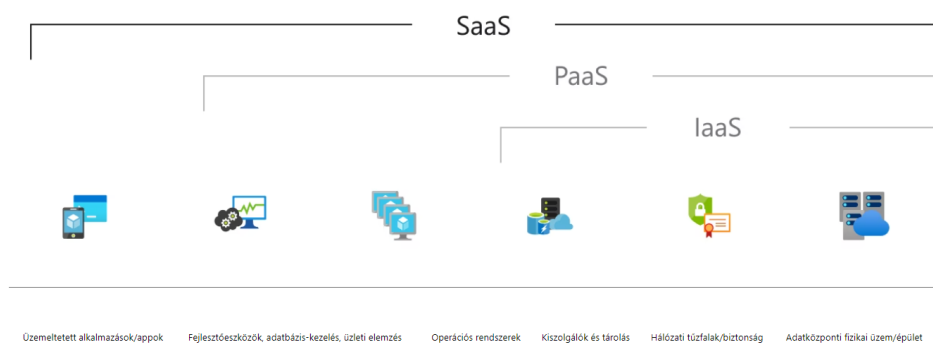 SaaS
PaaS
IaaS
Üzemeltetett alkalmazások/appok
Fejlesztőeszközök, adatbázis-kezelés, üzleti elemzés
Operációs rendszerek
Kiszolgálók és tárolás
Hálózati tűzfalak/biztonság
Adatközponti fizikai üzem/épület